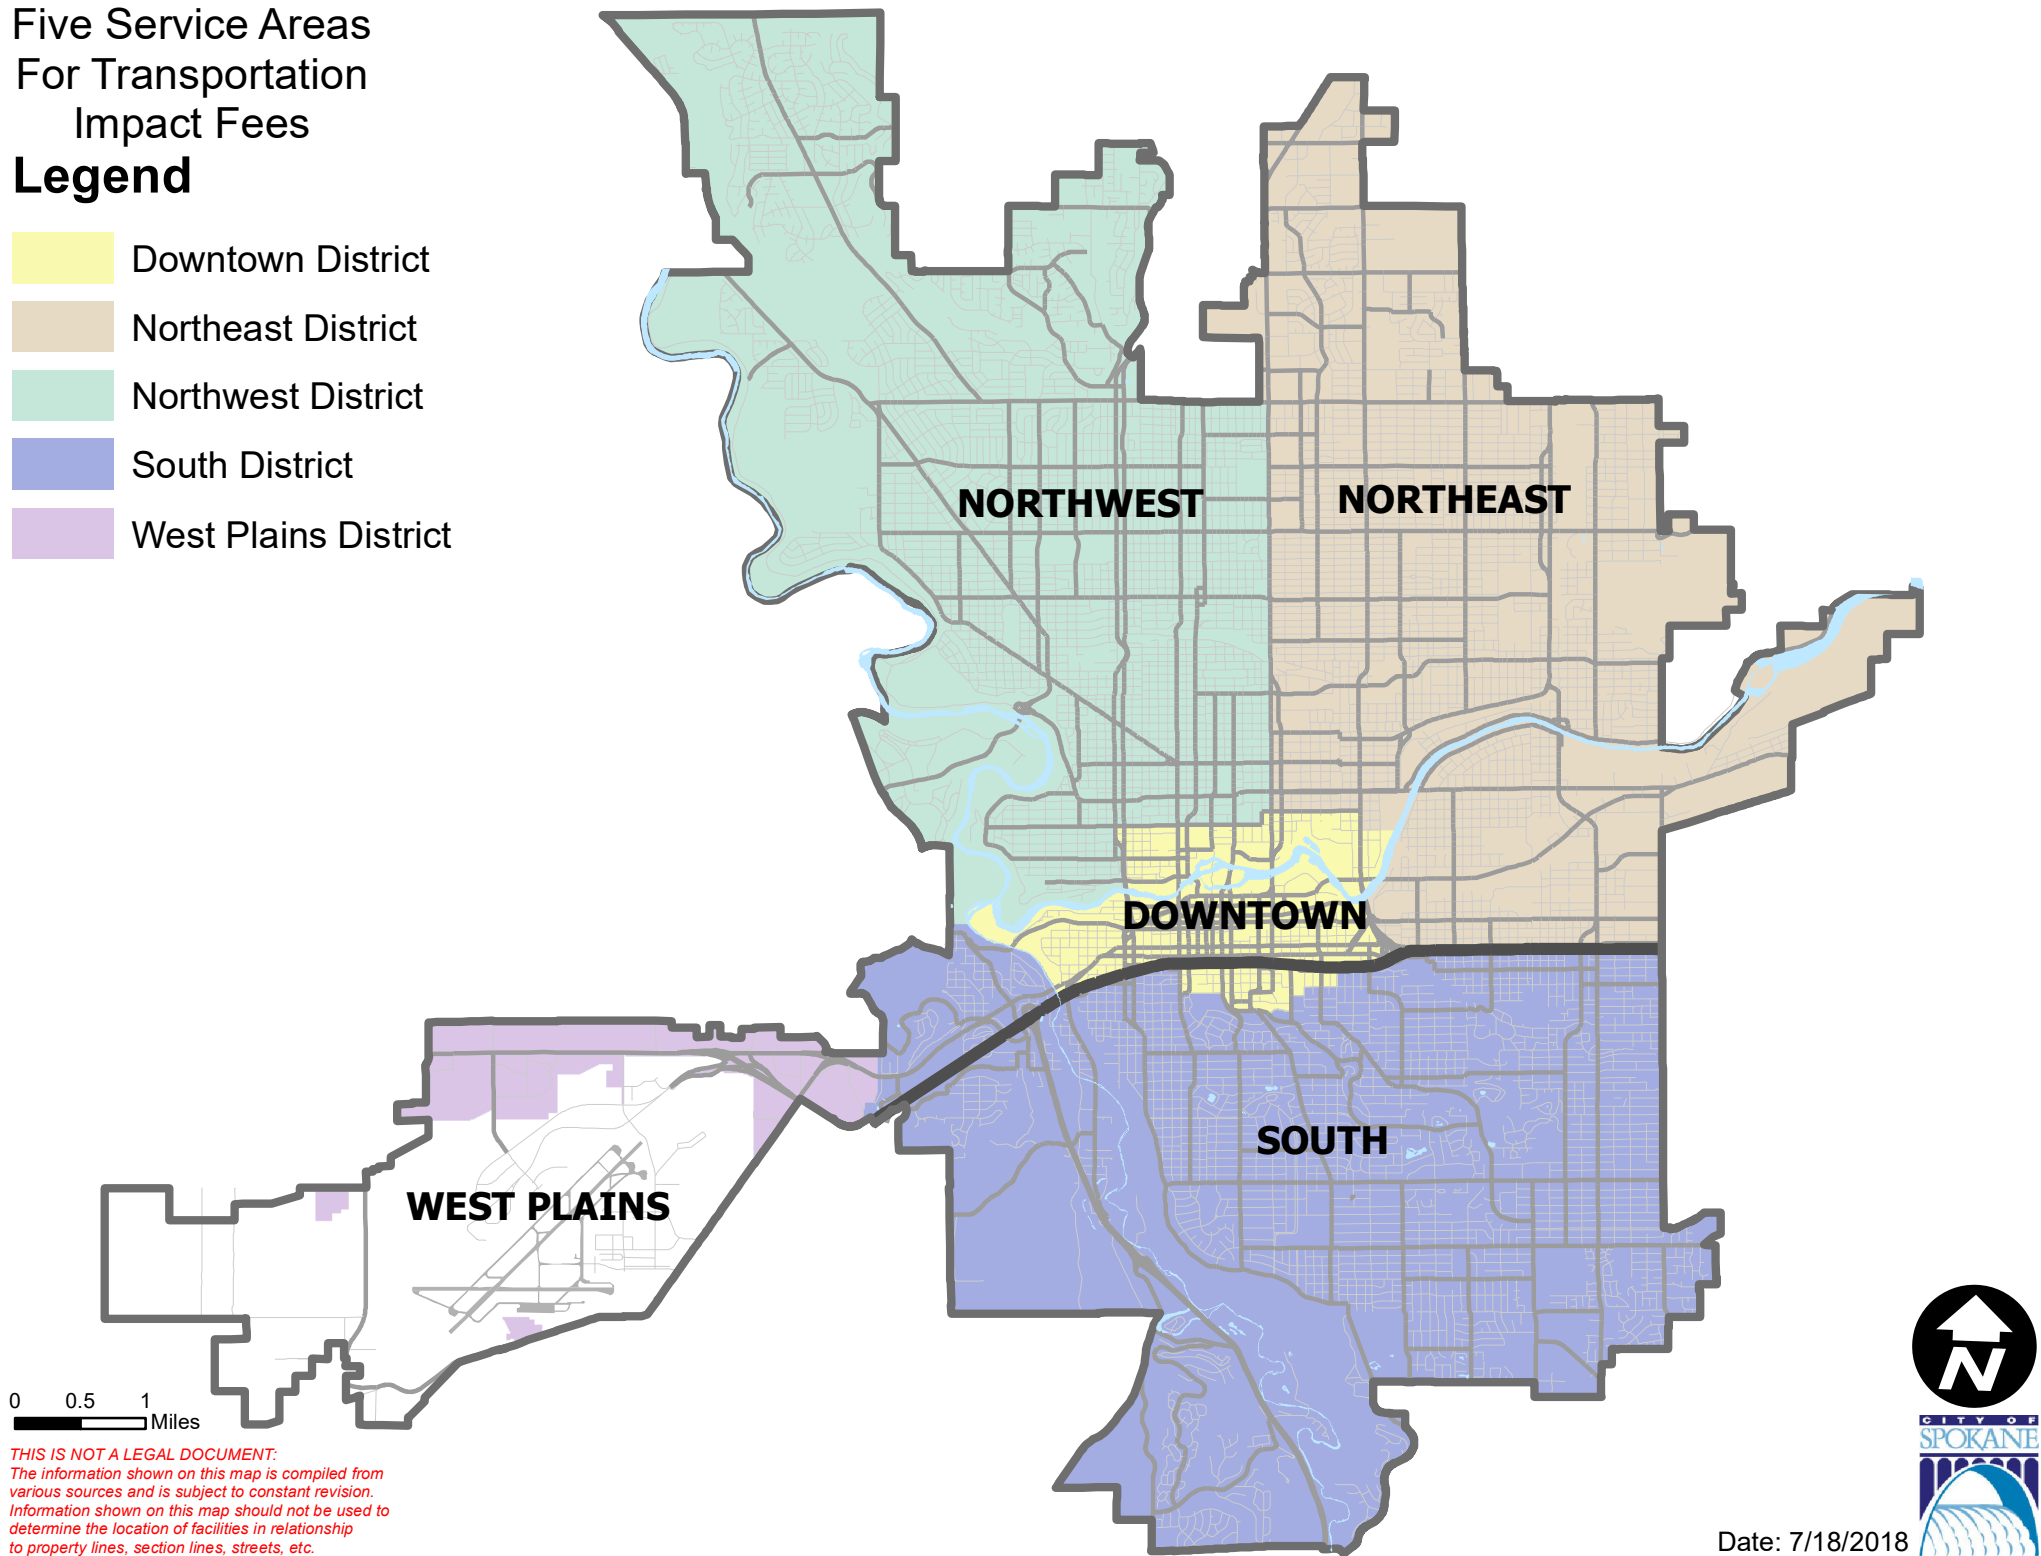 Five Service Areas
For Transportation
Impact Fees
Legend
Downtown District
Northeast District
Northwest District
South District
West Plains District
NORTHWEST
NORTHEAST
DOWNTOWN
SOUTH
WEST PLAINS
0 0.5 1
Miles
THIS IS NOT A LEGAL DOCUMENT:
The information shown on this map is compiled from
various sources and is subject to constant revision.
Information shown on this map should not be used to
determine the location of facilities in relationship
to property lines, section lines, streets, etc.
N
CITY OF
SPOKANE
Date: 7/18/2018